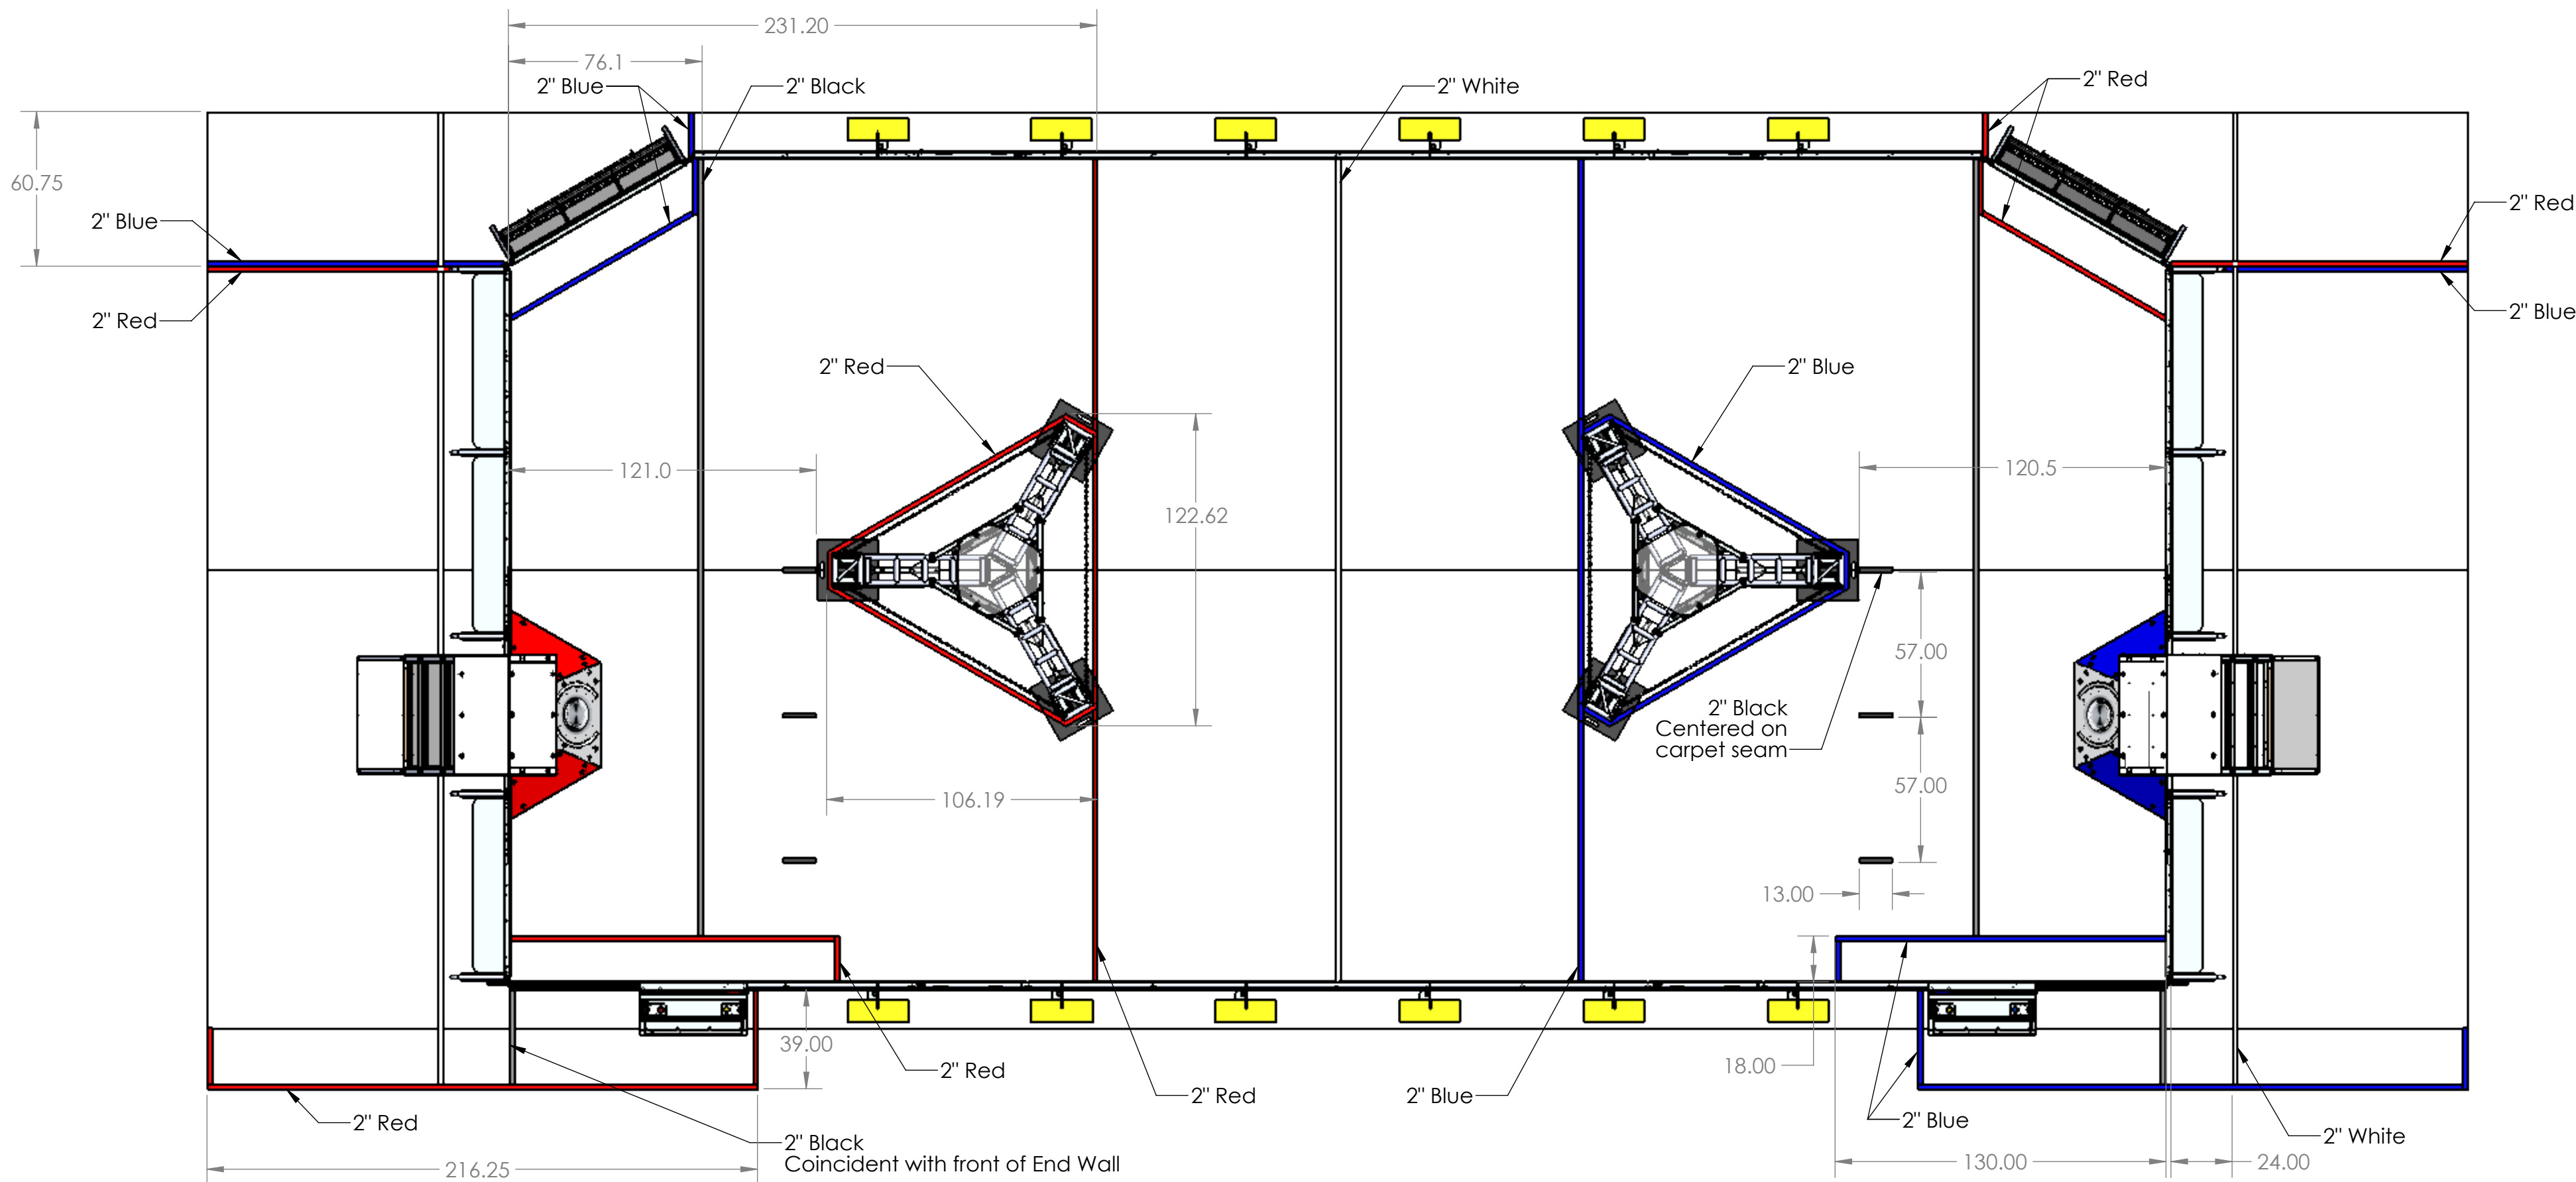 231.20
76.1
2" Blue
2" Black
2" White
2" Red
60.75
2" Blue
2" Red
2" Red
2" Blue
2" Red
2" Blue
121.0
120.5
122.62
57.00
2" Black
Centered on
carpet seam
57.00
106.19
13.00
39.00
18.00
2" Red
2" Red
2" Blue
2" Red
2" Blue
2" Black
Coincident with front of End Wall
2" White
216.25
130.00
24.00